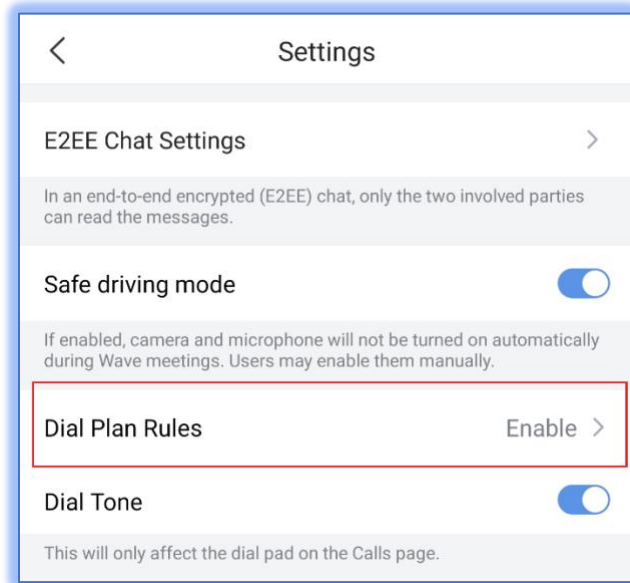 Settings
E2EE Chat Settings
In an end-to-end encrypted (E2EE) chat, only the two involved parties
can read the messages.
Safe driving mode
If enabled, camera and microphone will not be turned on automatically
during Wave meetings. Users may enable them manually.
Dial Plan Rules Enable
Dial Tone
This will only affect the dial pad on the Calls page.